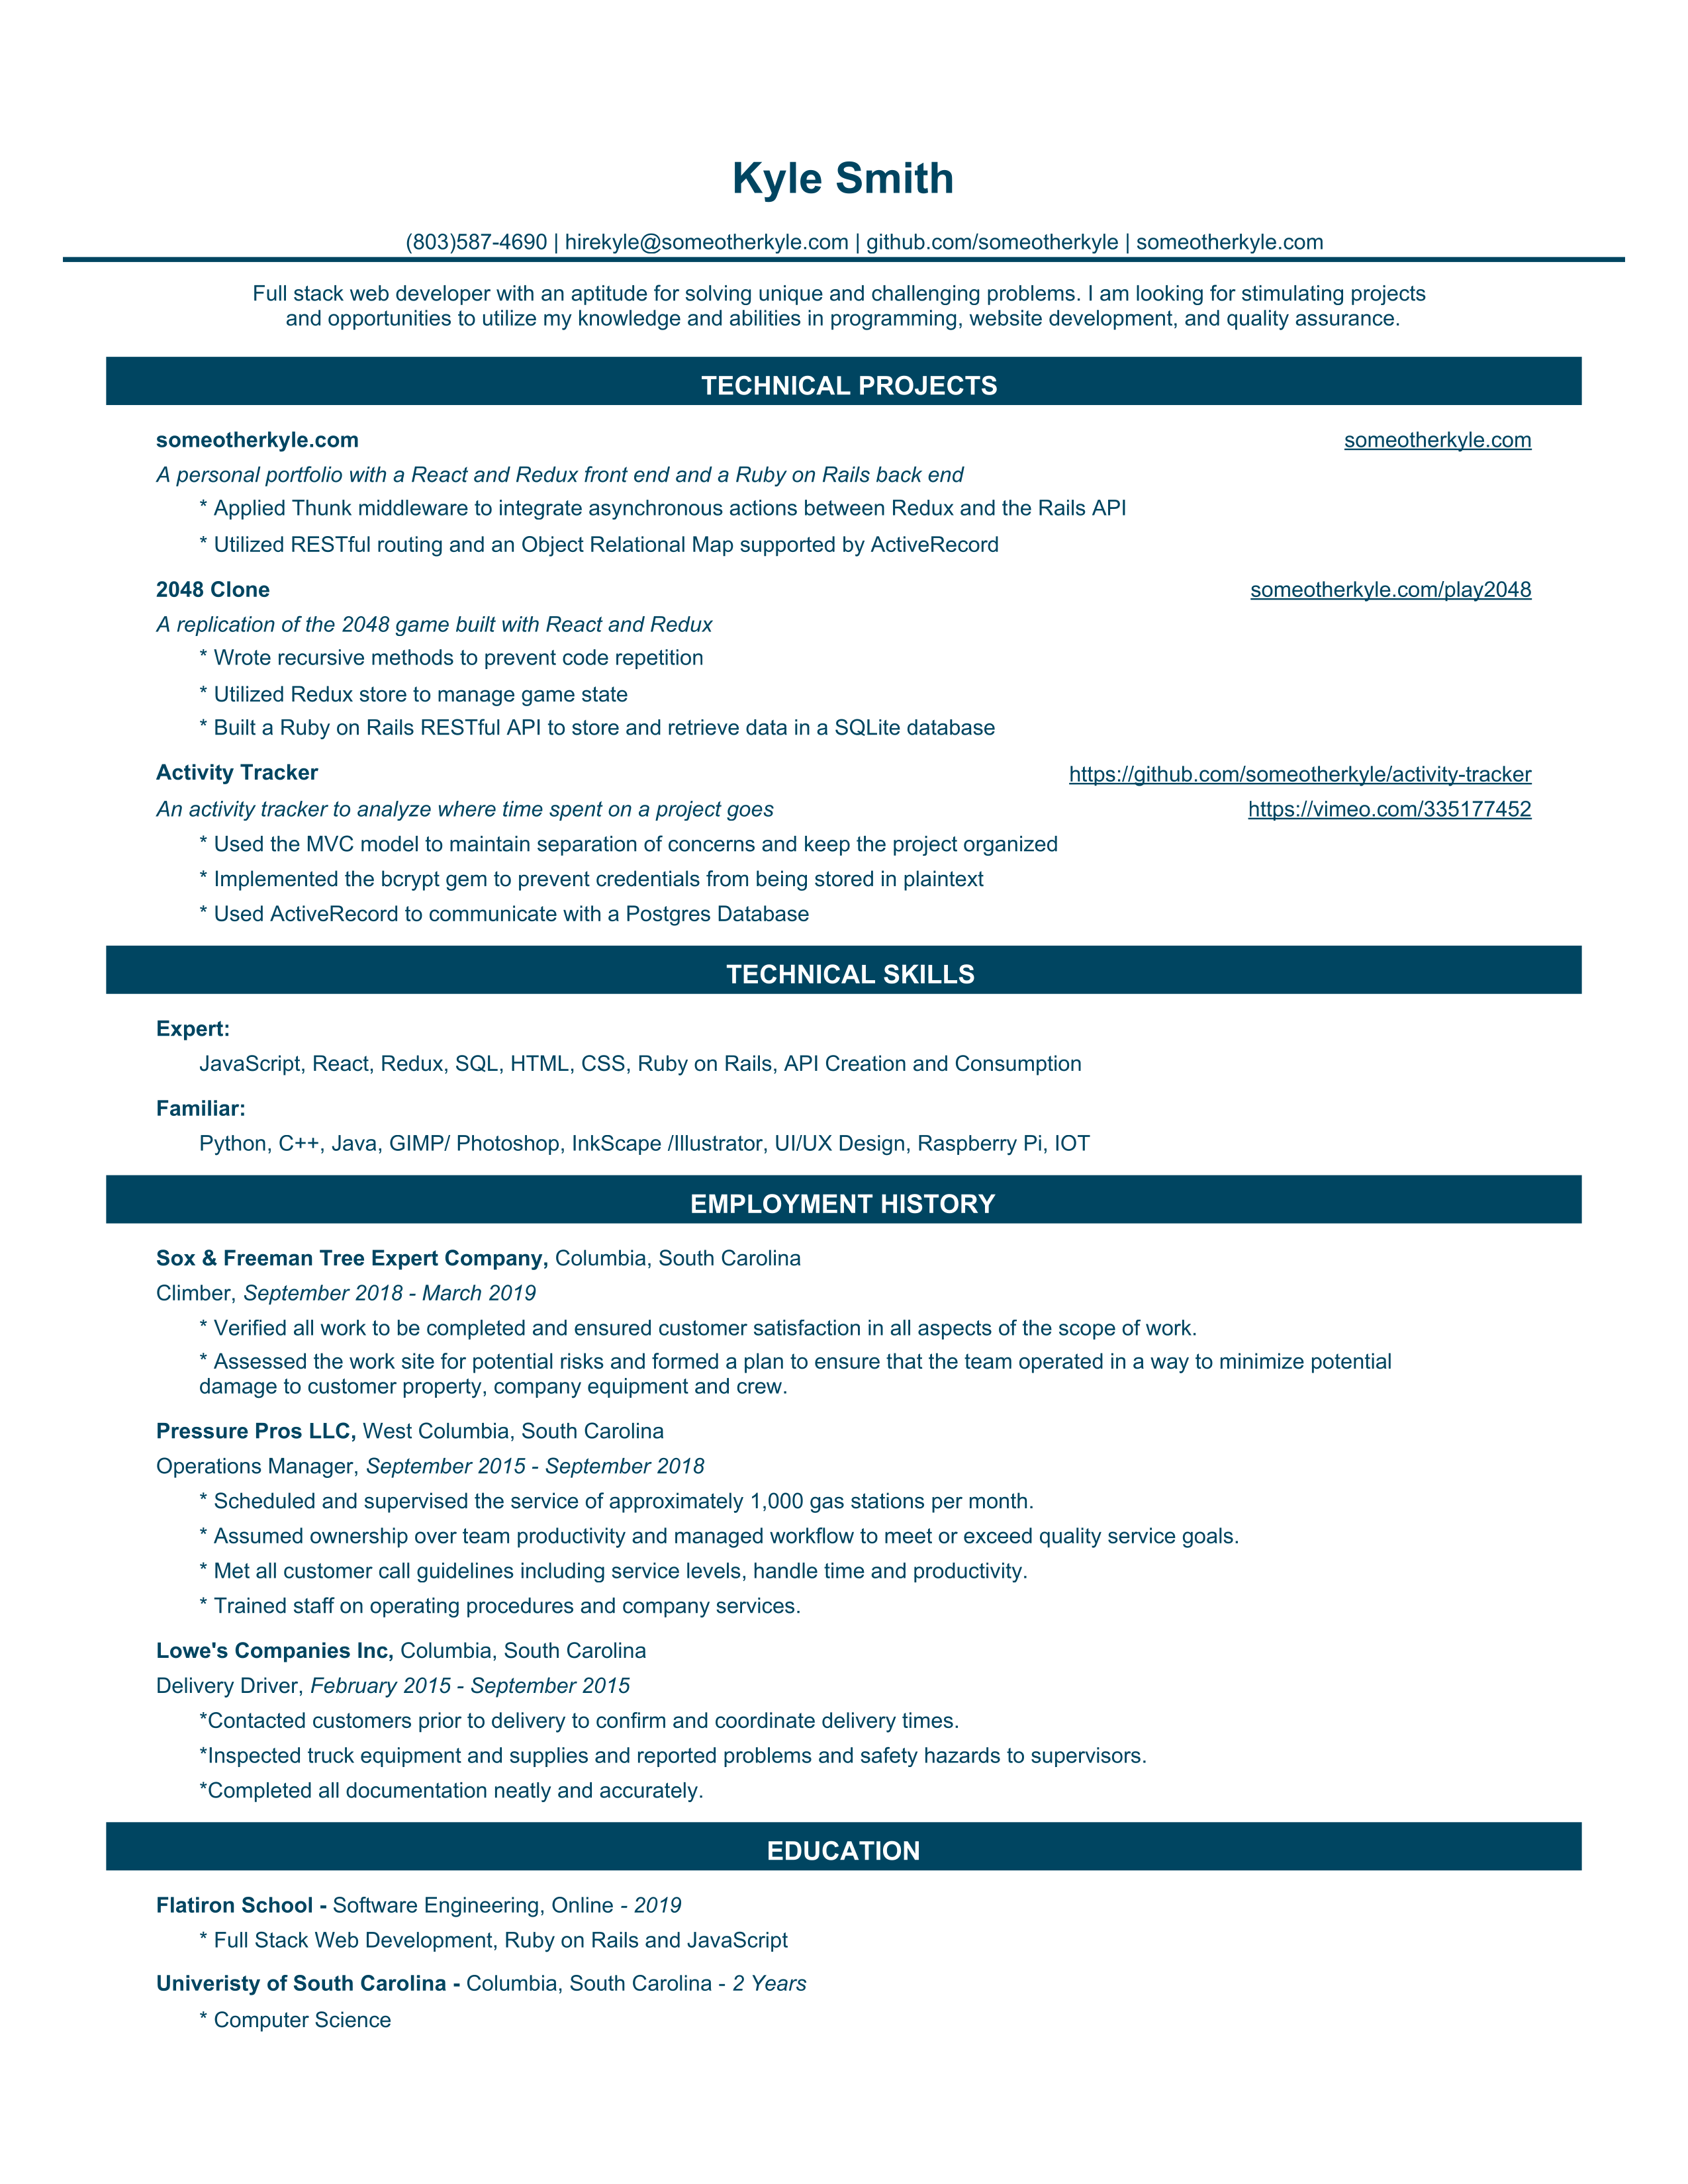 Kyle Smith
(803)587-4690 | hirekyle@someotherkyle.com | github.com/someotherkyle | someotherkyle.com
Full stack web developer with an aptitude for solving unique and challenging problems. I am looking for stimulating projects
and opportunities to utilize my knowledge and abilities in programming, website development, and quality assurance.
TECHNICAL PROJECTS
someotherkyle.com someotherkyle.com
A personal portfolio with a React and Redux front end and a Ruby on Rails back end
* Applied Thunk middleware to integrate asynchronous actions between Redux and the Rails API
* Utilized RESTful routing and an Object Relational Map supported by ActiveRecord
2048 Clone someotherkyle.com/play2048
A replication of the 2048 game built with React and Redux
* Wrote recursive methods to prevent code repetition
* Utilized Redux store to manage game state
* Built a Ruby on Rails RESTful API to store and retrieve data in a SQLite database
Activity Tracker https://github.com/someotherkyle/activity-tracker
An activity tracker to analyze where time spent on a project goes https://vimeo.com/335177452
* Used the MVC model to maintain separation of concerns and keep the project organized
* Implemented the bcrypt gem to prevent credentials from being stored in plaintext
* Used ActiveRecord to communicate with a Postgres Database
TECHNICAL SKILLS
Expert:
JavaScript, React, Redux, SQL, HTML, CSS, Ruby on Rails, API Creation and Consumption
Familiar:
Python, C++, Java, GIMP/ Photoshop, InkScape /Illustrator, UI/UX Design, Raspberry Pi, IOT
EMPLOYMENT HISTORY
Sox & Freeman Tree Expert Company, Columbia, South Carolina
Climber, September 2018 - March 2019
* Verified all work to be completed and ensured customer satisfaction in all aspects of the scope of work.
* Assessed the work site for potential risks and formed a plan to ensure that the team operated in a way to minimize potential
damage to customer property, company equipment and crew.
Pressure Pros LLC, West Columbia, South Carolina
Operations Manager, September 2015 - September 2018
* Scheduled and supervised the service of approximately 1,000 gas stations per month.
* Assumed ownership over team productivity and managed workflow to meet or exceed quality service goals.
* Met all customer call guidelines including service levels, handle time and productivity.
* Trained staff on operating procedures and company services.
Lowe's Companies Inc, Columbia, South Carolina
Delivery Driver, February 2015 - September 2015
*Contacted customers prior to delivery to confirm and coordinate delivery times.
*Inspected truck equipment and supplies and reported problems and safety hazards to supervisors.
*Completed all documentation neatly and accurately.
EDUCATION
Flatiron School - Software Engineering, Online - 2019
* Full Stack Web Development, Ruby on Rails and JavaScript
Univeristy of South Carolina - Columbia, South Carolina - 2 Years
* Computer Science